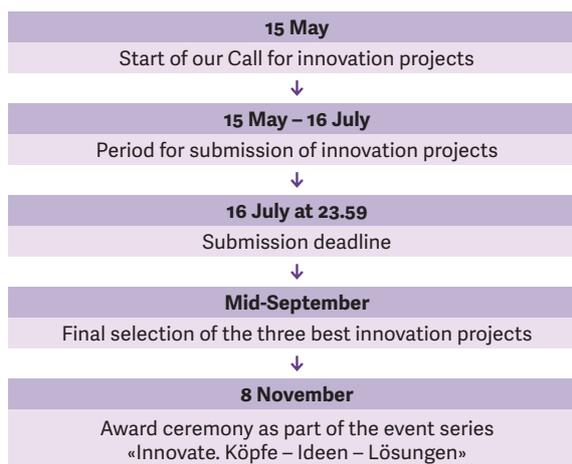 15 May
Start of our Call for innovation projects
15 May – 16 July
Period for submission of innovation projects
16 July at 23.59
Submission deadline
Mid-September
Final selection of the three best innovation projects
8 November
Award ceremony as part of the event series
«Innovate. Köpfe – Ideen – Lösungen»